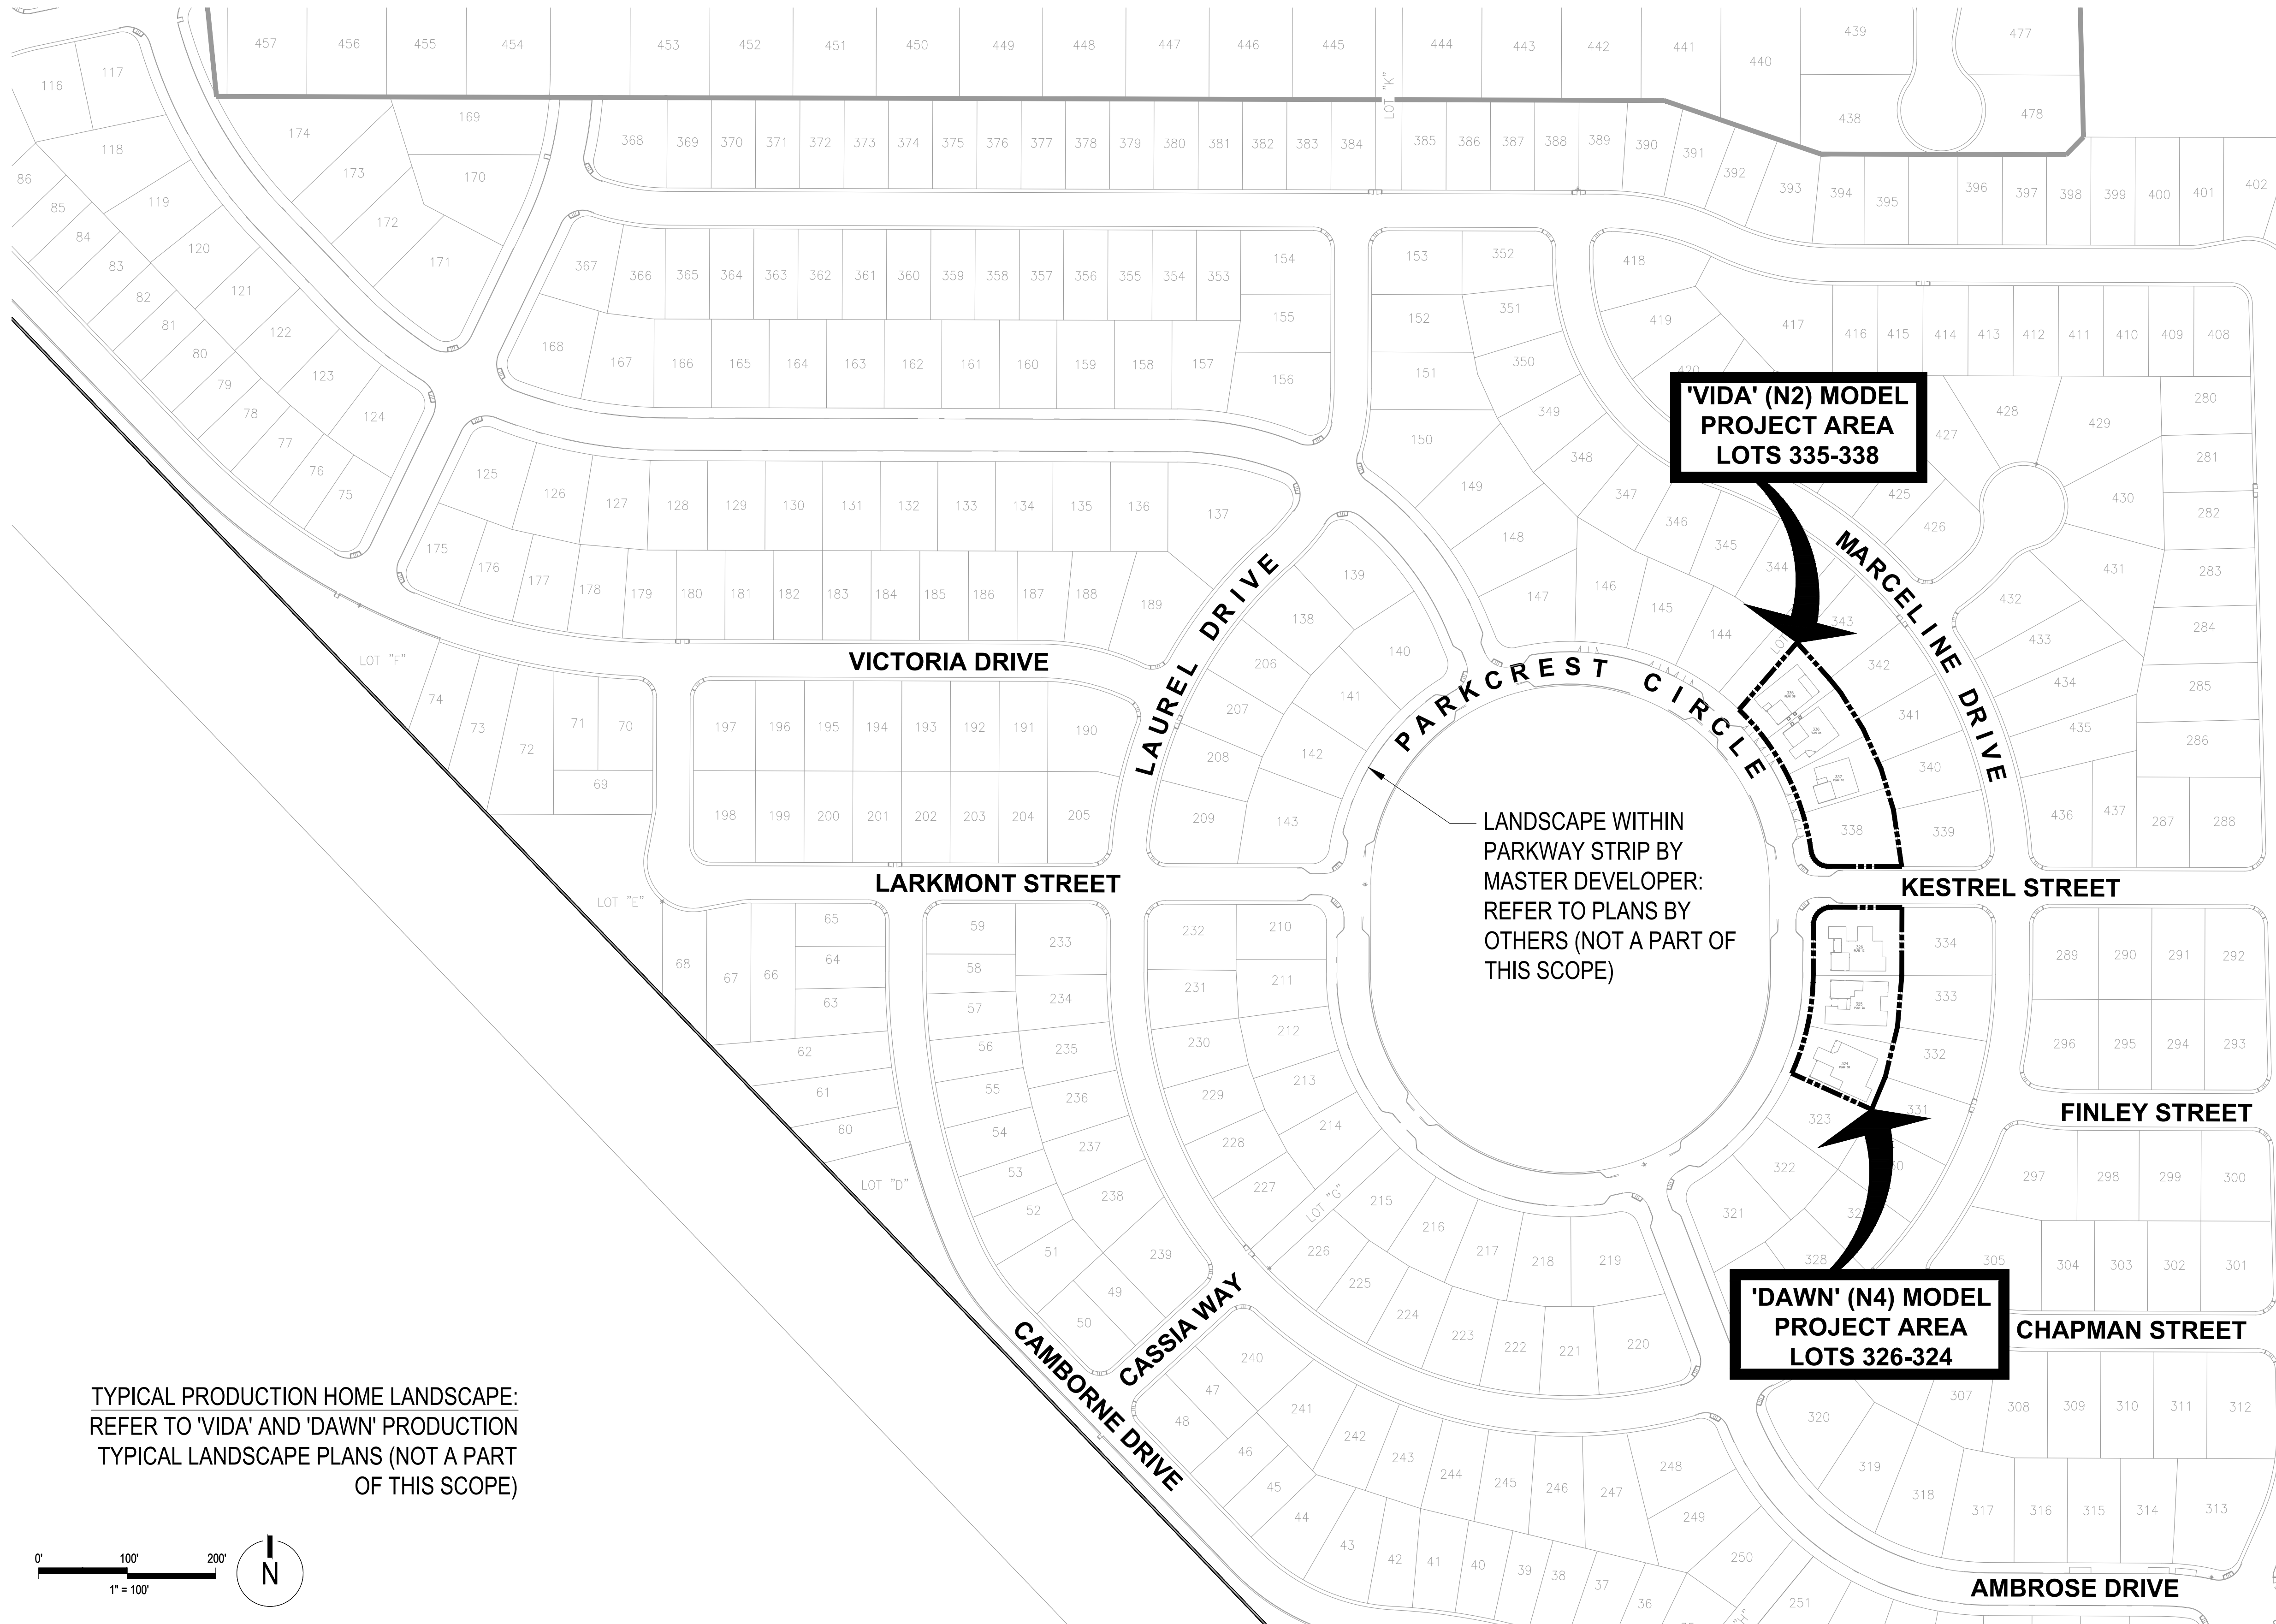 457 456 455 454 453 452 451 450 449 448 447 446 445 444 443 442 441 440 439 477
438 478
LOT "K"
116 117 118 119 120 121 122 123 124
86 85 84 83 82 81 80 79 78 77 76 75
174 173 172 171 169 170
368 369 370 371 372 373 374 375 376 377 378 379 380 381 382 383 384 385 386 387 388 389 390 391 392 393 394 395 396 397 398 399 400 401 402
367 366 365 364 363 362 361 360 359 358 357 356 355 354 353 154
155
156
168 167 166 165 164 163 162 161 160 159 158 157
153 352
152 351
151 350
150 349
149 348 347 346 345 344 343 342 341 340 339
148
147 146 145 144
418 417 416 415 414 413 412 411 410 409 408
419
420
'VIDA' (N2) MODEL
PROJECT AREA
LOTS 335-338
428 429 280
427
425 426 430 281
282
431 283
432 284
433
434 285
435 286
436 437 287 288
125 126 127 128 129 130 131 132 133 134 135 136 137
175 176 177 178 179 180 181 182 183 184 185 186 187 188 189
VICTORIA DRIVE
LAUREL DRIVE
MARCELINE DRIVE
PARKCREST CIRCLE
139
138
140
206 141
207
208 142
209 143
LOT "F"
74 73 72 71 70
69
197 196 195 194 193 192 191 190
198 199 200 201 202 203 204 205
338
LANDSCAPE WITHIN
PARKWAY STRIP BY
MASTER DEVELOPER:
REFER TO PLANS BY
OTHERS (NOT A PART OF
THIS SCOPE)
LARKMONT STREET
KESTREL STREET
LOT "E"
68 67 66 65
64
63
62
61
60
LOT "D"
59 233
58
57 234
56 235
55 236
54 237
53 238
52
51 239
49
50
232 210
231 211
230 212
229 213
228 214
227
LOT "G"
226 215
225 216
224 217
223 218
222 219
221 220
334
333
332
331
323
322
321
328
289 290 291 292
296 295 294 293
FINLEY STREET
297 298 299 300
305 304 303 302 301
'DAWN' (N4) MODEL
PROJECT AREA
LOTS 326-324
CHAPMAN STREET
CASSIA WAY
CAMBORNE DRIVE
240
47
48 241
46 242
45 243
44 244
43 245
42 246
41 247
40 248
39 249
38 250
37 251
36
320 307 308 309 310 311 312
319
318 317 316 315 314 313
AMBROSE DRIVE
TYPICAL PRODUCTION HOME LANDSCAPE:
REFER TO 'VIDA' AND 'DAWN' PRODUCTION
TYPICAL LANDSCAPE PLANS (NOT A PART
OF THIS SCOPE)
0' 100' 200'
1" = 100'
N